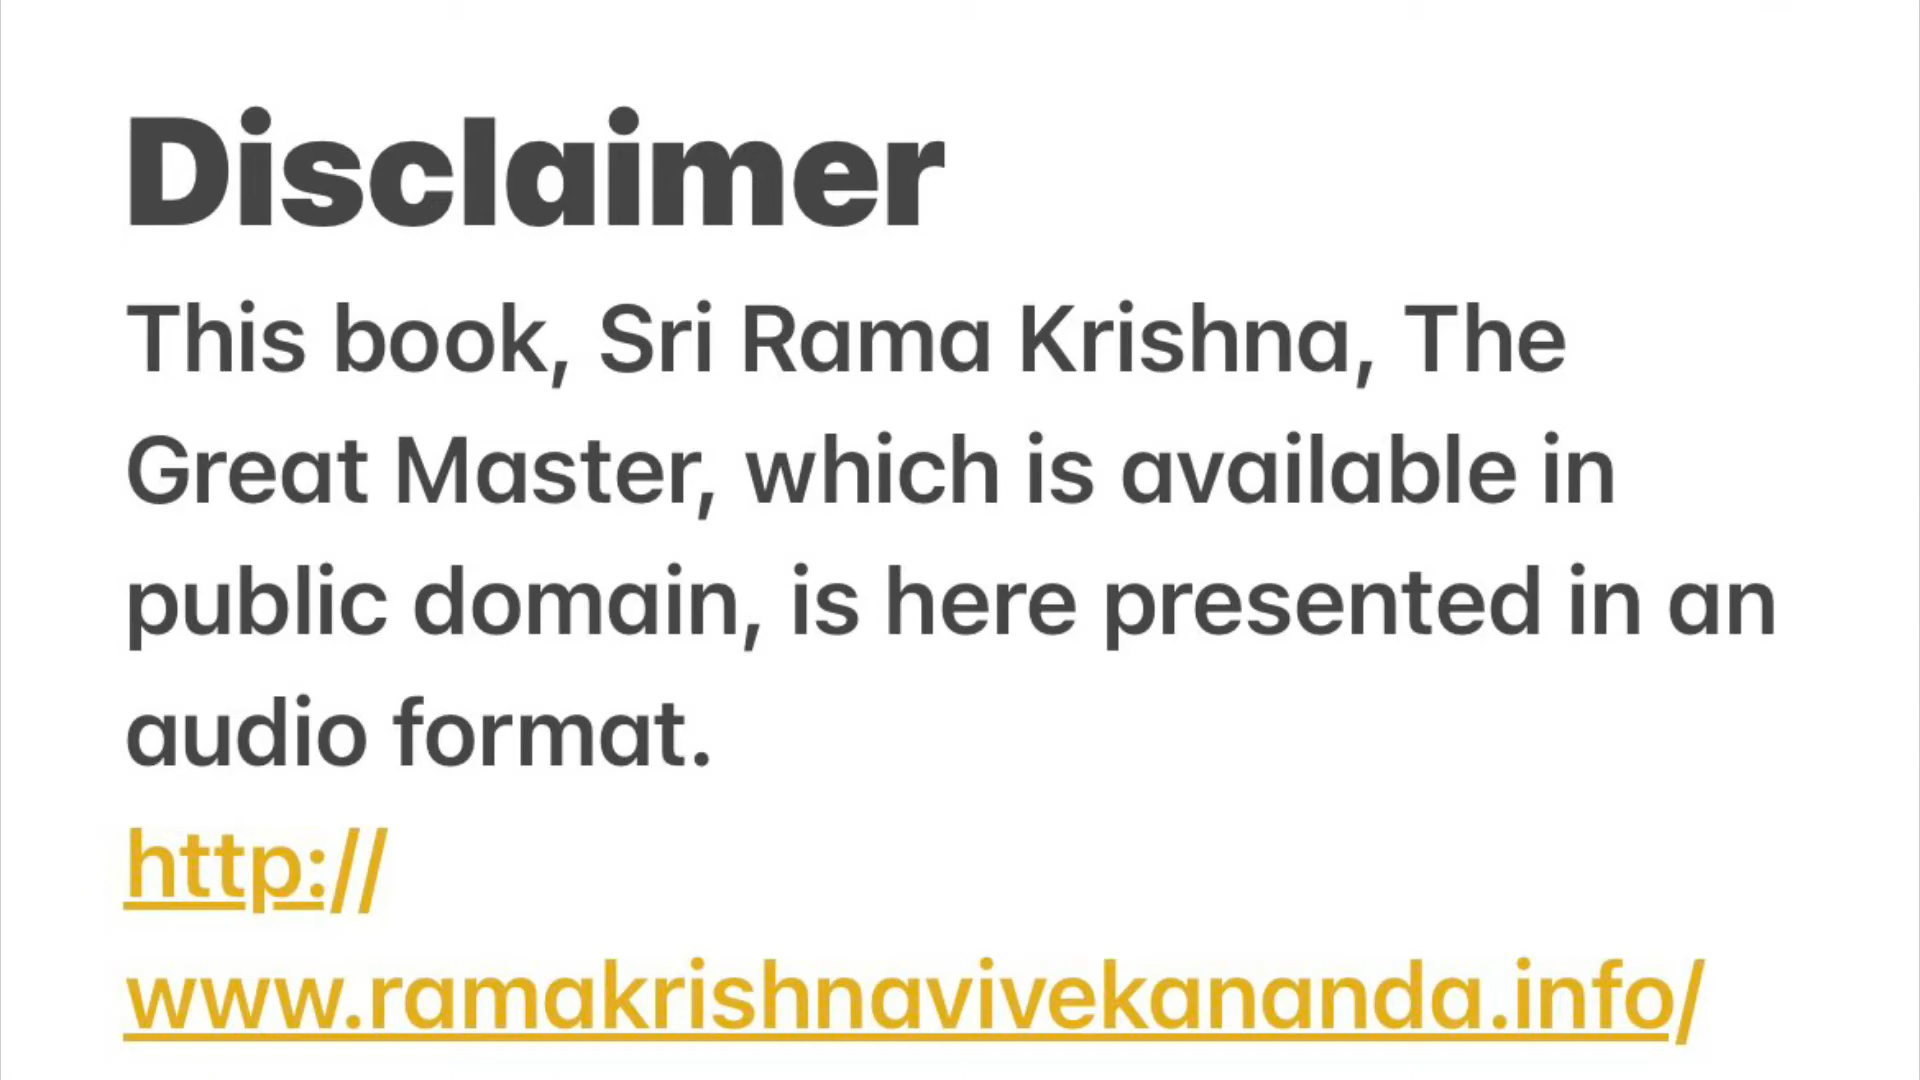 Disclaimer
This book, Sri Rama Krishna, The
Great Master, which is available in
public domain, is here presented in an
audio format.
http://
www.ramakrishnavivekananda.info/